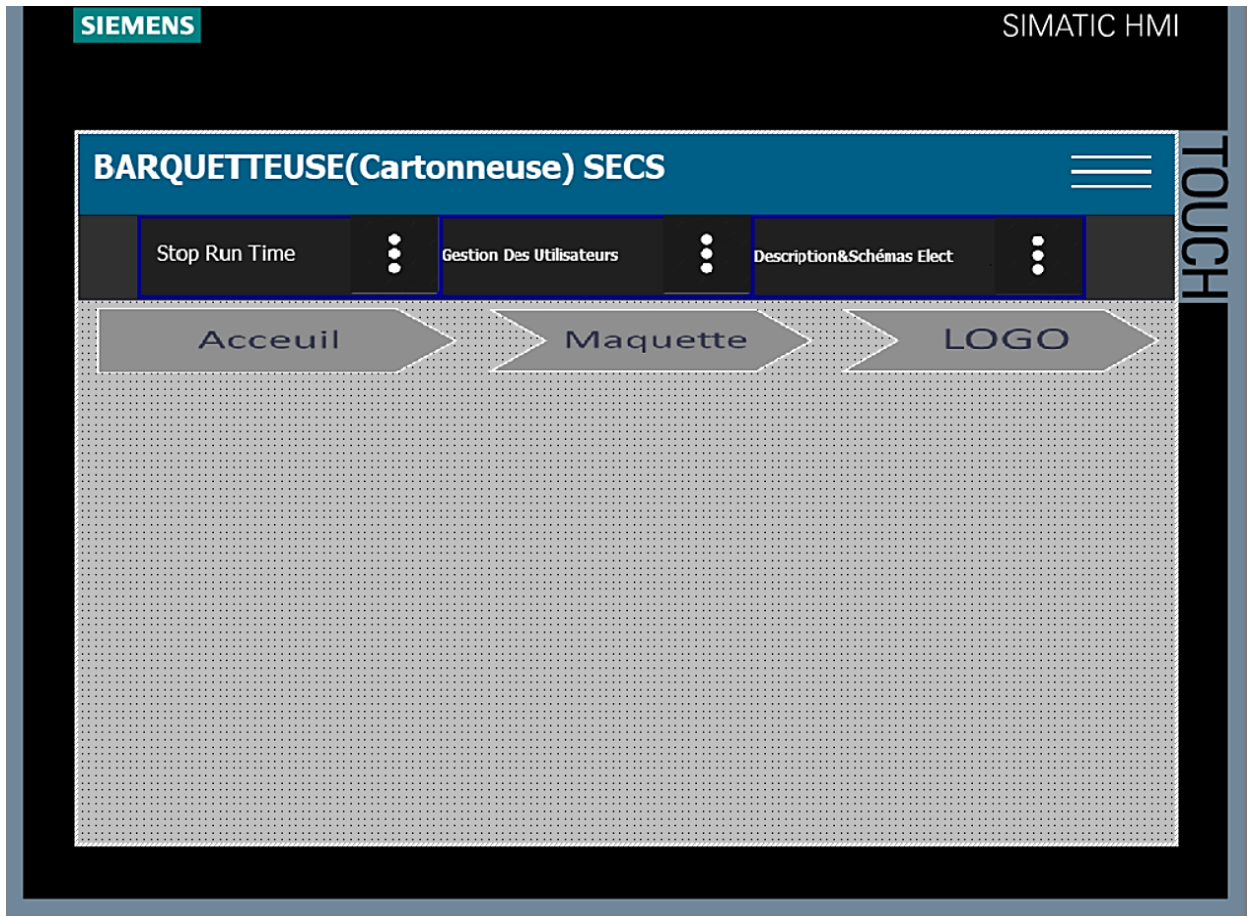 SIEMENS
SIMATIC HMI
TOUCH
BARQUETTEUSE(Cartonneuse) SECS
Stop Run Time
Gestion Des Utilisateurs
Description&Schémas Elect
Acceuil
Maquette
LOGO